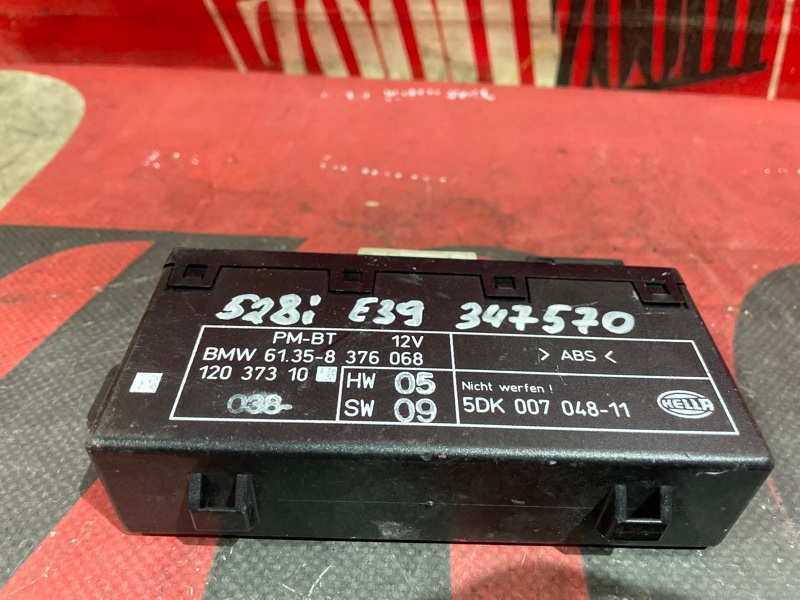 528i E39 347570
PM-BT 12V
BMW 61.35-8 376 068
> ABS <
120 373 10
HW 05
Nicht werfen !
038-
SW 09
5DK 007 048-11
HELLA